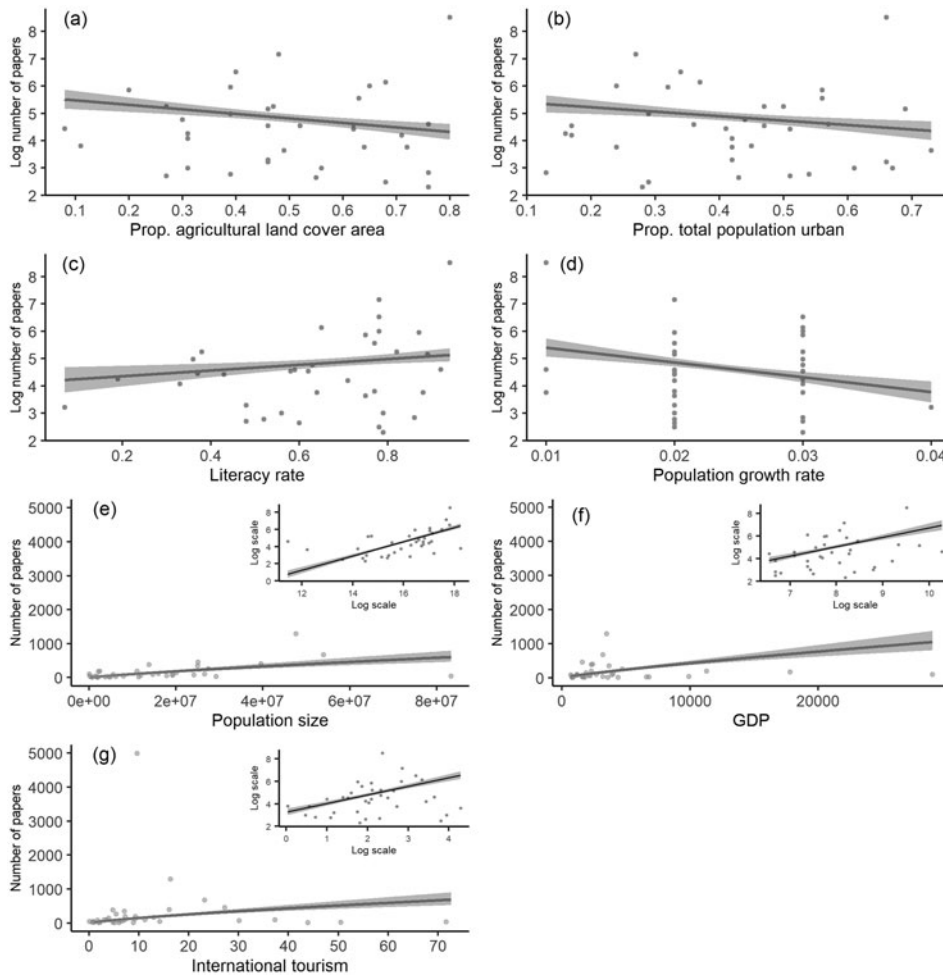 (a)
Log number of papers
8
7
6
5
4
3
2
0.1 0.2 0.3 0.4 0.5 0.6 0.7 0.8
Prop. agricultural land cover area
(b)
Log number of papers
8
7
6
5
4
3
2
0.2 0.3 0.4 0.5 0.6 0.7
Prop. total population urban
(c)
Log number of papers
8
7
6
5
4
3
2
0.2 0.4 0.6 0.8
Literacy rate
(d)
Log number of papers
8
7
6
5
4
3
2
0.01 0.02 0.03 0.04
Population growth rate
(e)
Number of papers
5000
4000
3000
2000
1000
0
0e+00 2e+07 4e+07 6e+07 8e+07
Population size
Log scale
8
6
4
2
0
12 14 16 18
Log scale
(f)
Number of papers
5000
4000
3000
2000
1000
0
0 10000 20000
GDP
Log scale
8
6
4
2
7 8 9 10
Log scale
(g)
Number of papers
5000
4000
3000
2000
1000
0
0 10 20 30 40 50 60 70
International tourism
Log scale
8
6
4
2
0 1 2 3 4
Log scale